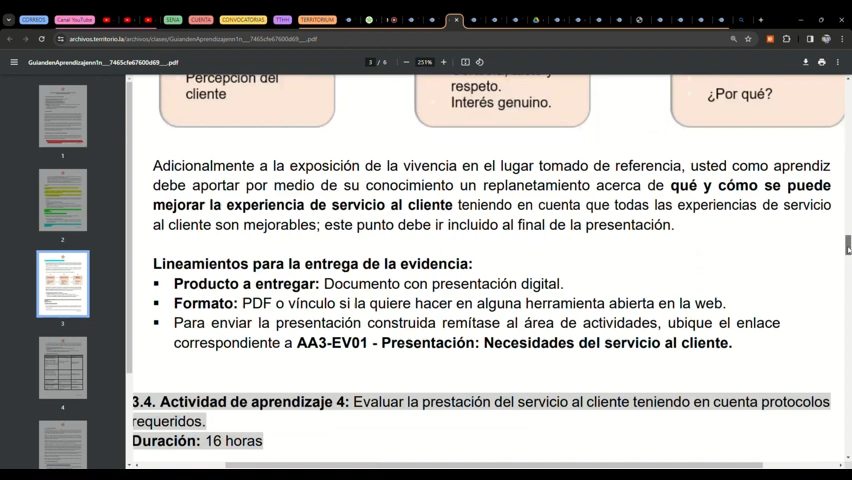 CORREOS
Canal YouTube
SENA
CUENTA
CONVOCATORIAS
TTHH
TERRITORIUM
archivos.territorio.la/archivos/clases/GuiandenAprendizajenn1n__7465cfe67600d69__.pdf
GuiandenAprendizajenn1n__7465cfe67600d69__.pdf
3 / 6
251%
1
2
3
4
Percepción del
cliente
respeto.
Interés genuino.
¿Por qué?
Adicionalmente a la exposición de la vivencia en el lugar tomado de referencia, usted como aprendiz
debe aportar por medio de su conocimiento un replanetamiento acerca de qué y cómo se puede
mejorar la experiencia de servicio al cliente teniendo en cuenta que todas las experiencias de servicio
al cliente son mejorables; este punto debe ir incluido al final de la presentación.
Lineamientos para la entrega de la evidencia:
▪ Producto a entregar: Documento con presentación digital.
▪ Formato: PDF o vínculo si la quiere hacer en alguna herramienta abierta en la web.
▪ Para enviar la presentación construida remítase al área de actividades, ubique el enlace
correspondiente a AA3-EV01 - Presentación: Necesidades del servicio al cliente.
3.4. Actividad de aprendizaje 4: Evaluar la prestación del servicio al cliente teniendo en cuenta protocolos
requeridos.
Duración: 16 horas